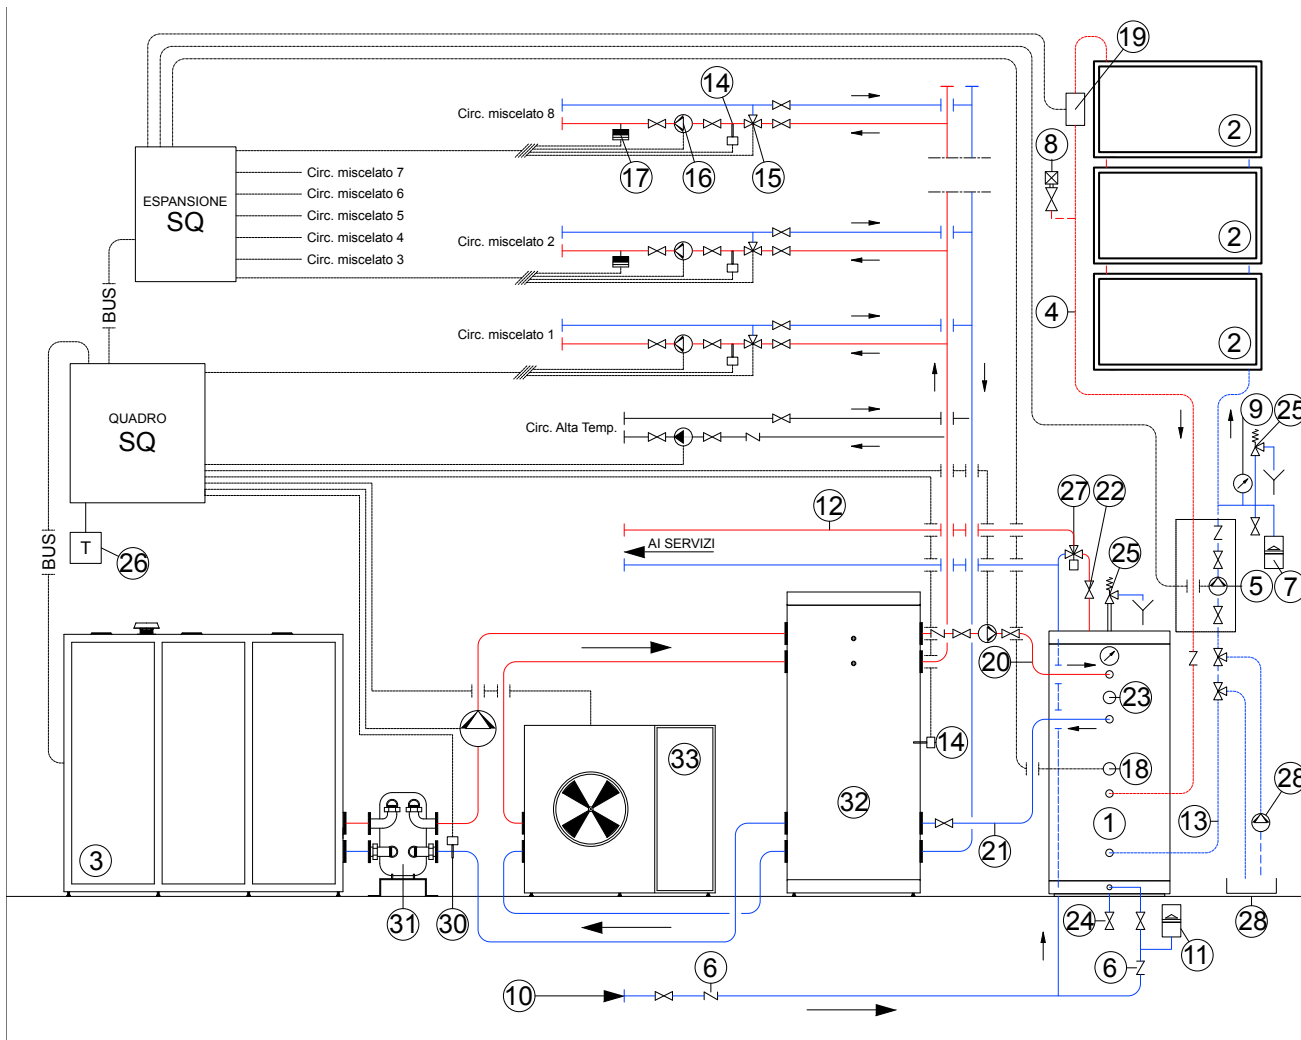 19
14
Circ. miscelato 8
2
8
17
16
15
Circ. miscelato 7
ESPANSIONE
SQ
Circ. miscelato 6
Circ. miscelato 5
Circ. miscelato 4
Circ. miscelato 3
Circ. miscelato 2
2
BUS
4
Circ. miscelato 1
2
QUADRO
SQ
Circ. Alta Temp.
9
25
27
22
12
AI SERVIZI
25
T
26
BUS
5
7
20
23
14
33
18
32
28
1
13
3
21
31
30
24
28
11
6
6
10